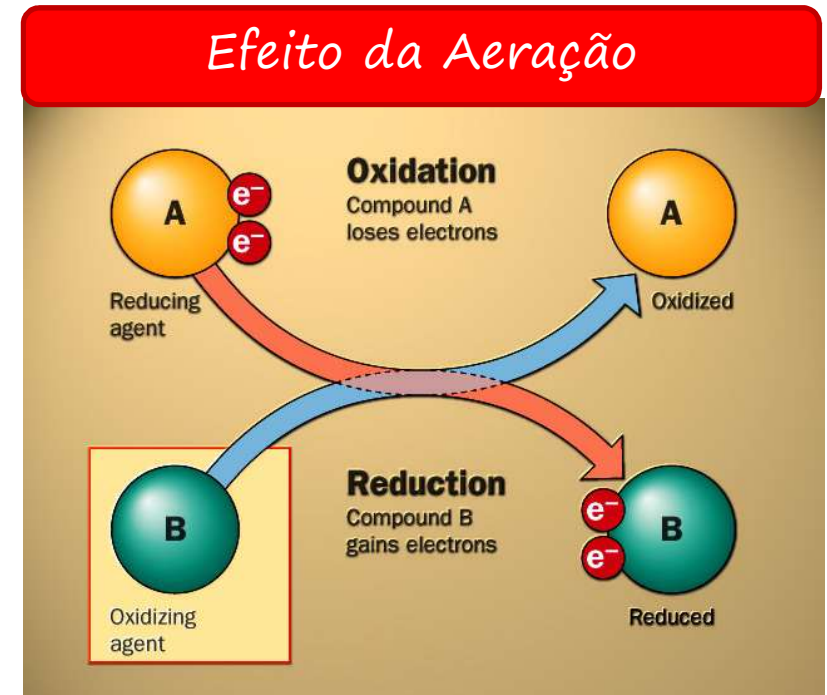 Efeito da Aeração
Oxidation
Compound A
loses electrons
A
e–
e–
Reducing
agent
A
Oxidized
B
Oxidizing
agent
Reduction
Compound B
gains electrons
e–
e–
B
Reduced